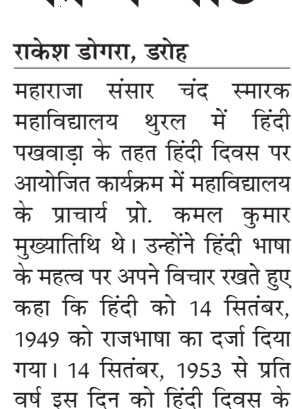 राकेश डोगरा, डरोह
महाराजा संसार चंद स्मारक
महाविद्यालय थुरल में हिंदी
पखवाड़ा के तहत हिंदी दिवस पर
आयोजित कार्यक्रम में महाविद्यालय
के प्राचार्य प्रो. कमल कुमार
मुख्यातिथि थे। उन्होंने हिंदी भाषा
के महत्व पर अपने विचार रखते हुए
कहा कि हिंदी को 14 सितंबर,
1949 को राजभाषा का दर्जा दिया
गया। 14 सितंबर, 1953 से प्रति
वर्ष इस दिन को हिंदी दिवस के